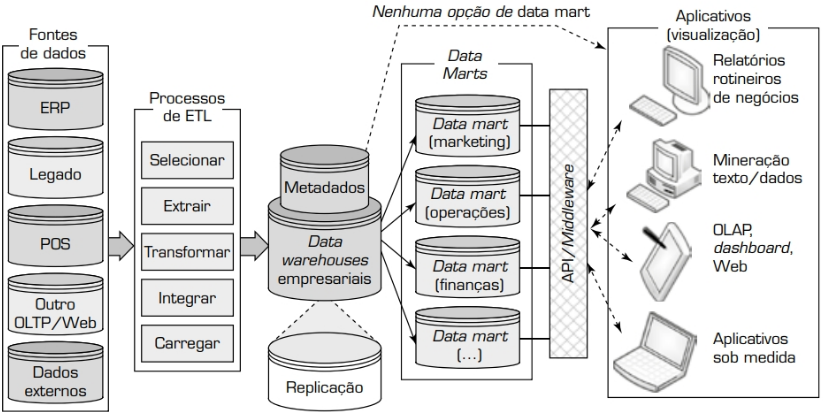 Nenhuma opção de data mart
Fontes
de dados
ERP
Legado
POS
Outro
OLTP/Web
Dados
externos
Processos
de ETL
Selecionar
Extrair
Transformar
Integrar
Carregar
Metadados
Data
warehouses
empresariais
Replicação
Data
Marts
Data mart
(marketing)
Data mart
(operações)
Data mart
(finanças)
Data mart
(...)
API/Middleware
Aplicativos
(visualização)
Relatórios
rotineiros
de negócios
Mineração
texto/dados
OLAP,
dashboard,
Web
Aplicativos
sob medida